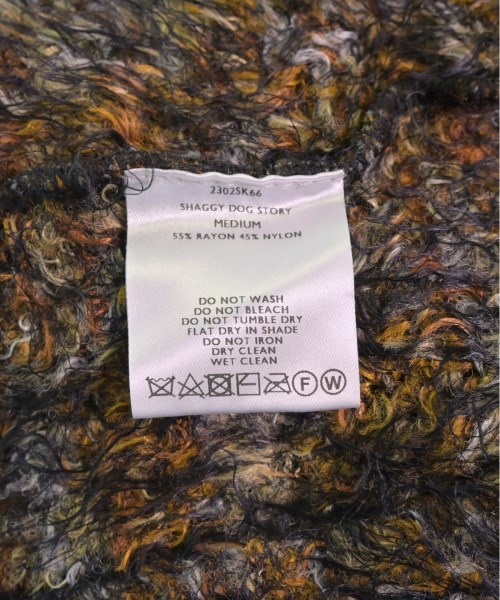 2302SK66
SHAGGY DOG STORY
MEDIUM
55% RAYON 45% NYLON
DO NOT WASH
DO NOT BLEACH
DO NOT TUMBLE DRY
FLAT DRY IN SHADE
DO NOT IRON
DRY CLEAN
WET CLEAN
F W